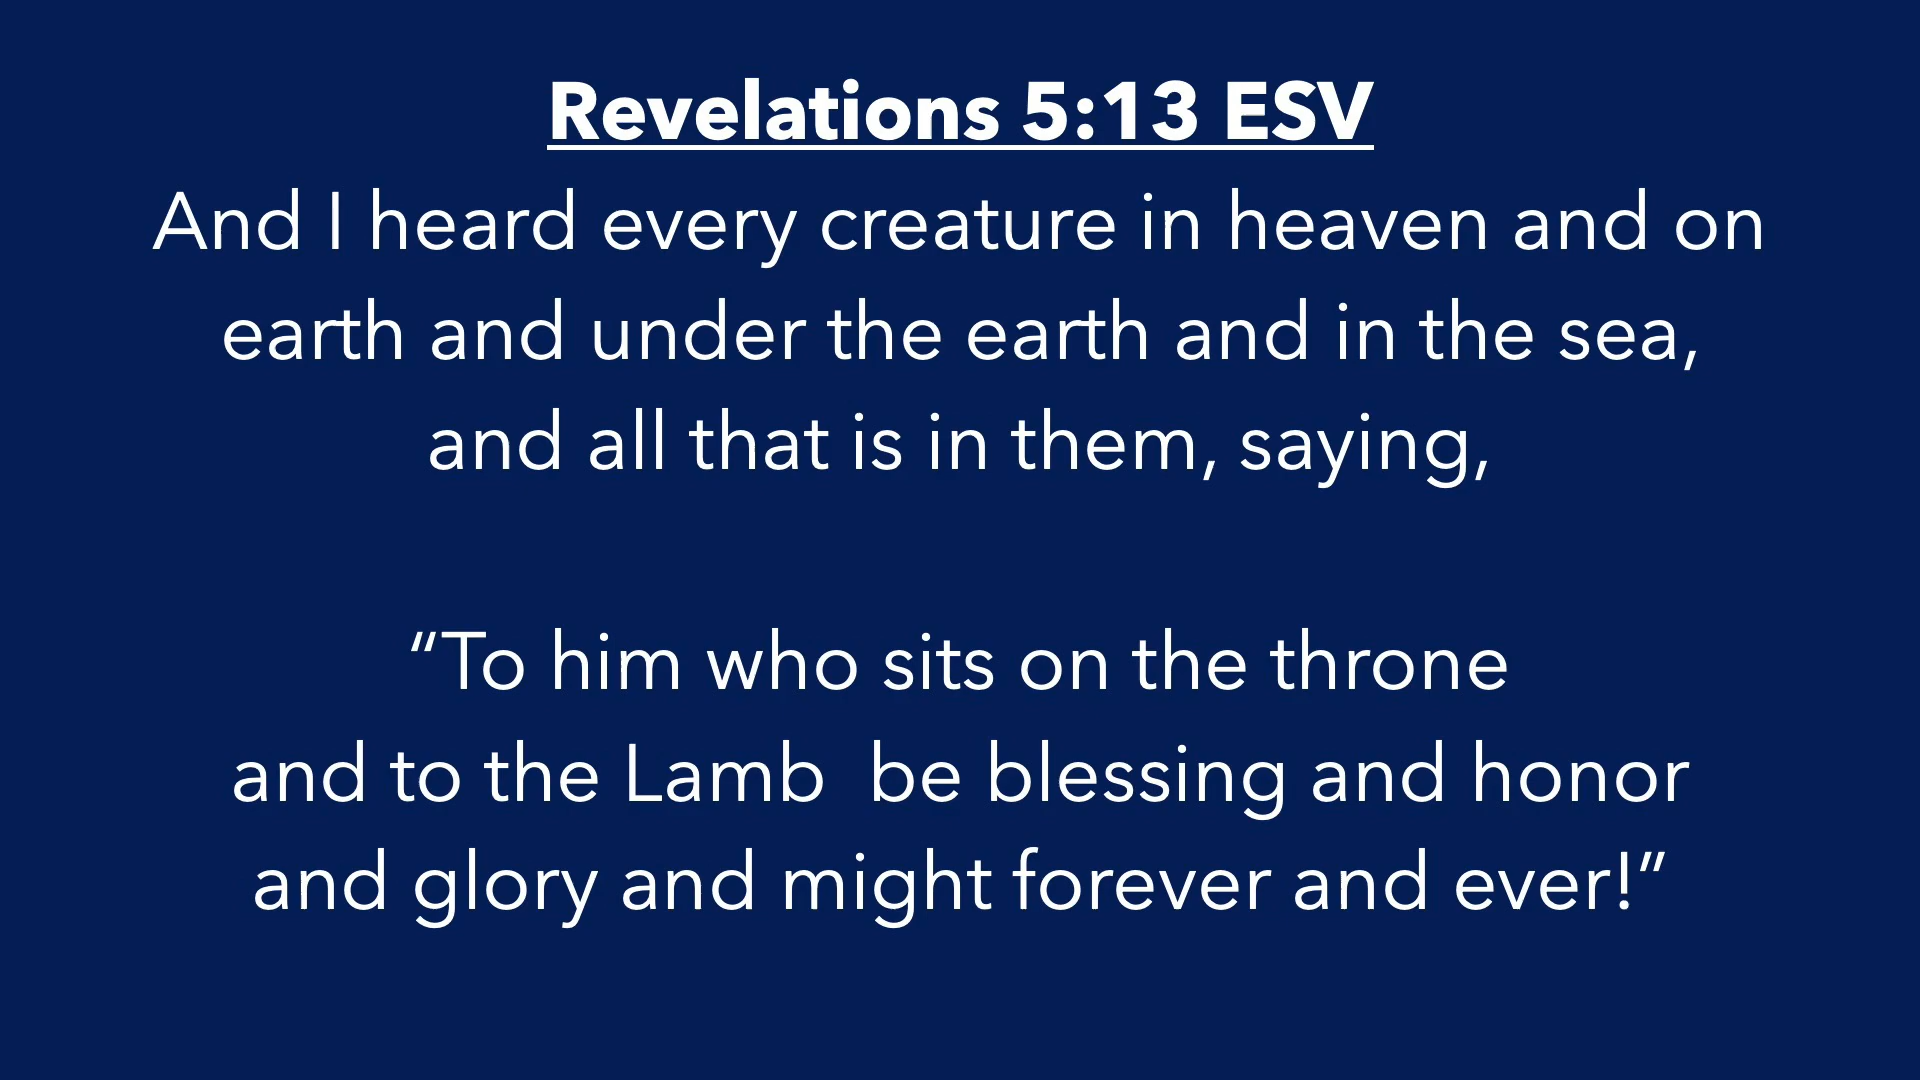 Revelations 5:13 ESV
And I heard every creature in heaven and on
earth and under the earth and in the sea,
and all that is in them, saying,
“To him who sits on the throne
and to the Lamb  be blessing and honor
and glory and might forever and ever!”